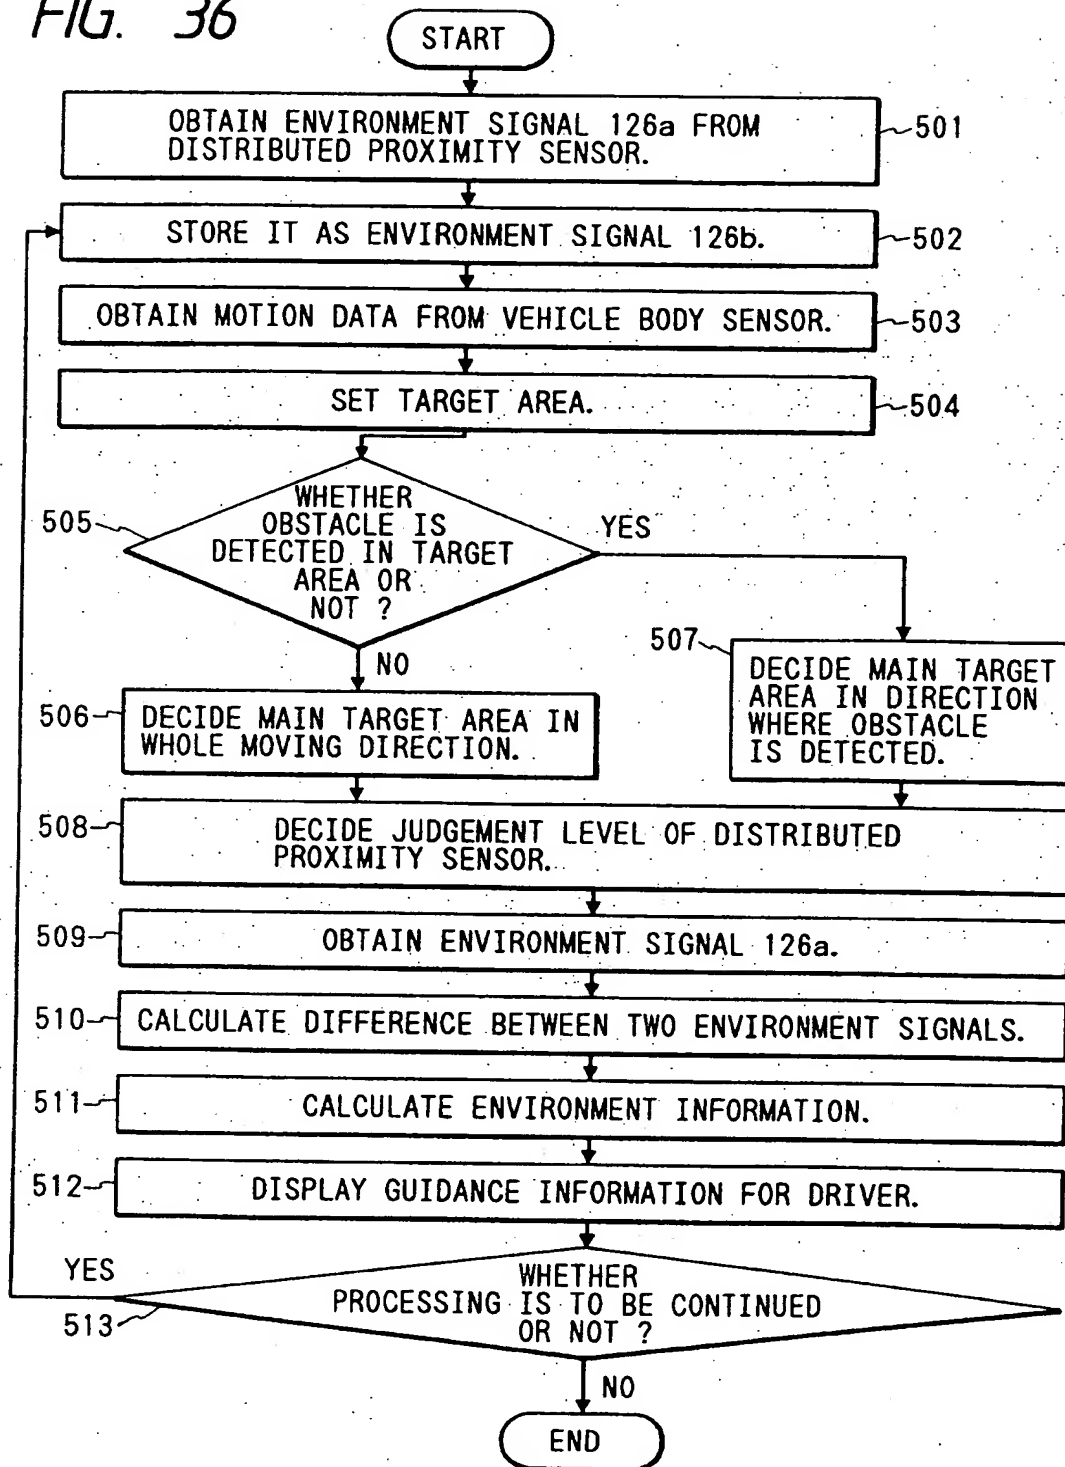 FIG. 36
START
OBTAIN ENVIRONMENT SIGNAL 126a FROM
DISTRIBUTED PROXIMITY SENSOR.
501
STORE IT AS ENVIRONMENT SIGNAL 126b.
502
OBTAIN MOTION DATA FROM VEHICLE BODY SENSOR.
503
SET TARGET AREA.
504
505
WHETHER
OBSTACLE IS
DETECTED IN TARGET
AREA OR
NOT ?
YES
NO
507
DECIDE MAIN TARGET
AREA IN DIRECTION
WHERE OBSTACLE
IS DETECTED.
506
DECIDE MAIN TARGET AREA IN
WHOLE MOVING DIRECTION.
508
DECIDE JUDGEMENT LEVEL OF DISTRIBUTED
PROXIMITY SENSOR.
509
OBTAIN ENVIRONMENT SIGNAL 126a.
510
CALCULATE DIFFERENCE BETWEEN TWO ENVIRONMENT SIGNALS.
511
CALCULATE ENVIRONMENT INFORMATION.
512
DISPLAY GUIDANCE INFORMATION FOR DRIVER.
YES
513
WHETHER
PROCESSING IS TO BE CONTINUED
OR NOT ?
NO
END